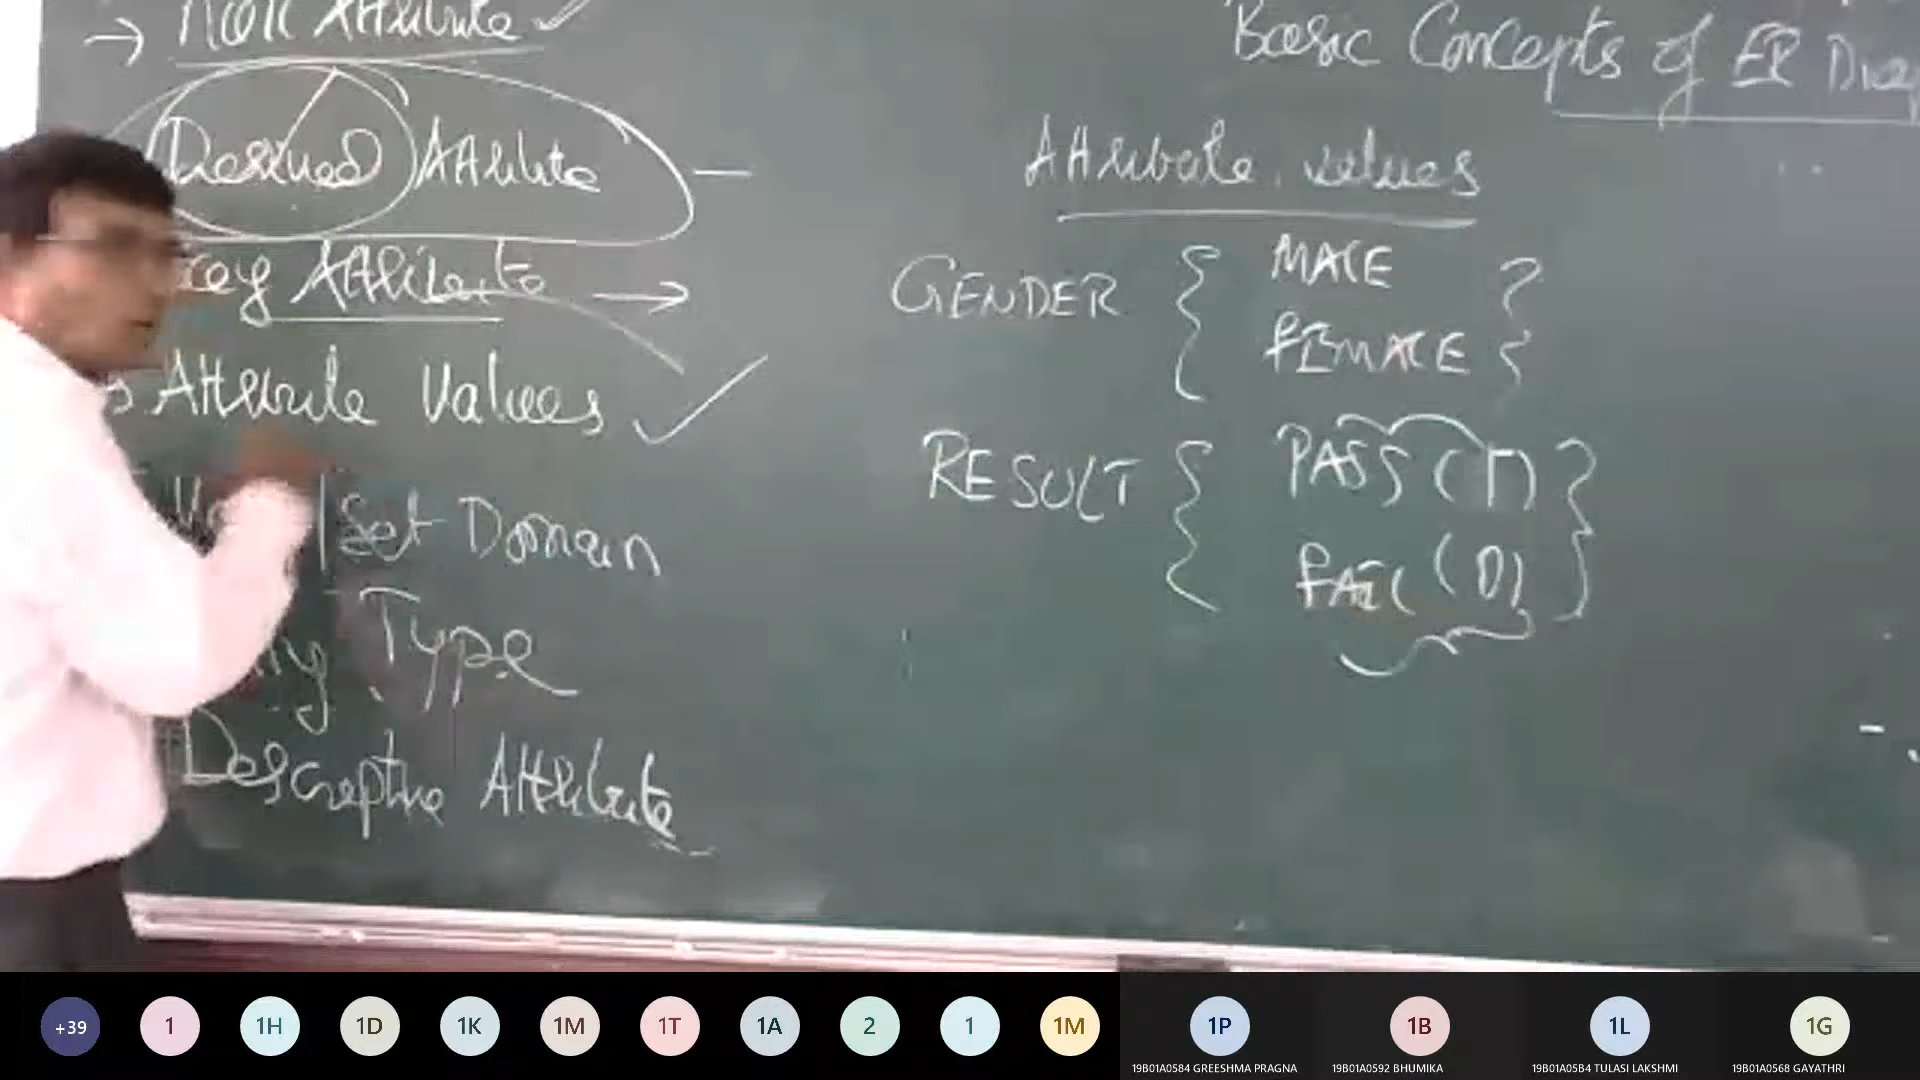 → Null Attribute ✓
Derived Attribute –
key Attribute →
Attribute Values ✓
Set Domain
Type
Descriptive Attribute
Basic Concepts of ER
Attribute values
GENDER { MALE
FEMALE }
RESULT { PASS (1)
FAIL (0) }
+39
1
1H
1D
1K
1M
1T
1A
2
1
1M
1P
1B
1L
1G
19B01A0584 GREESHMA PRAGNA
19B01A0592 BHUMIKA
19B01A05B4 TULASI LAKSHMI
19B01A0568 GAYATHRI